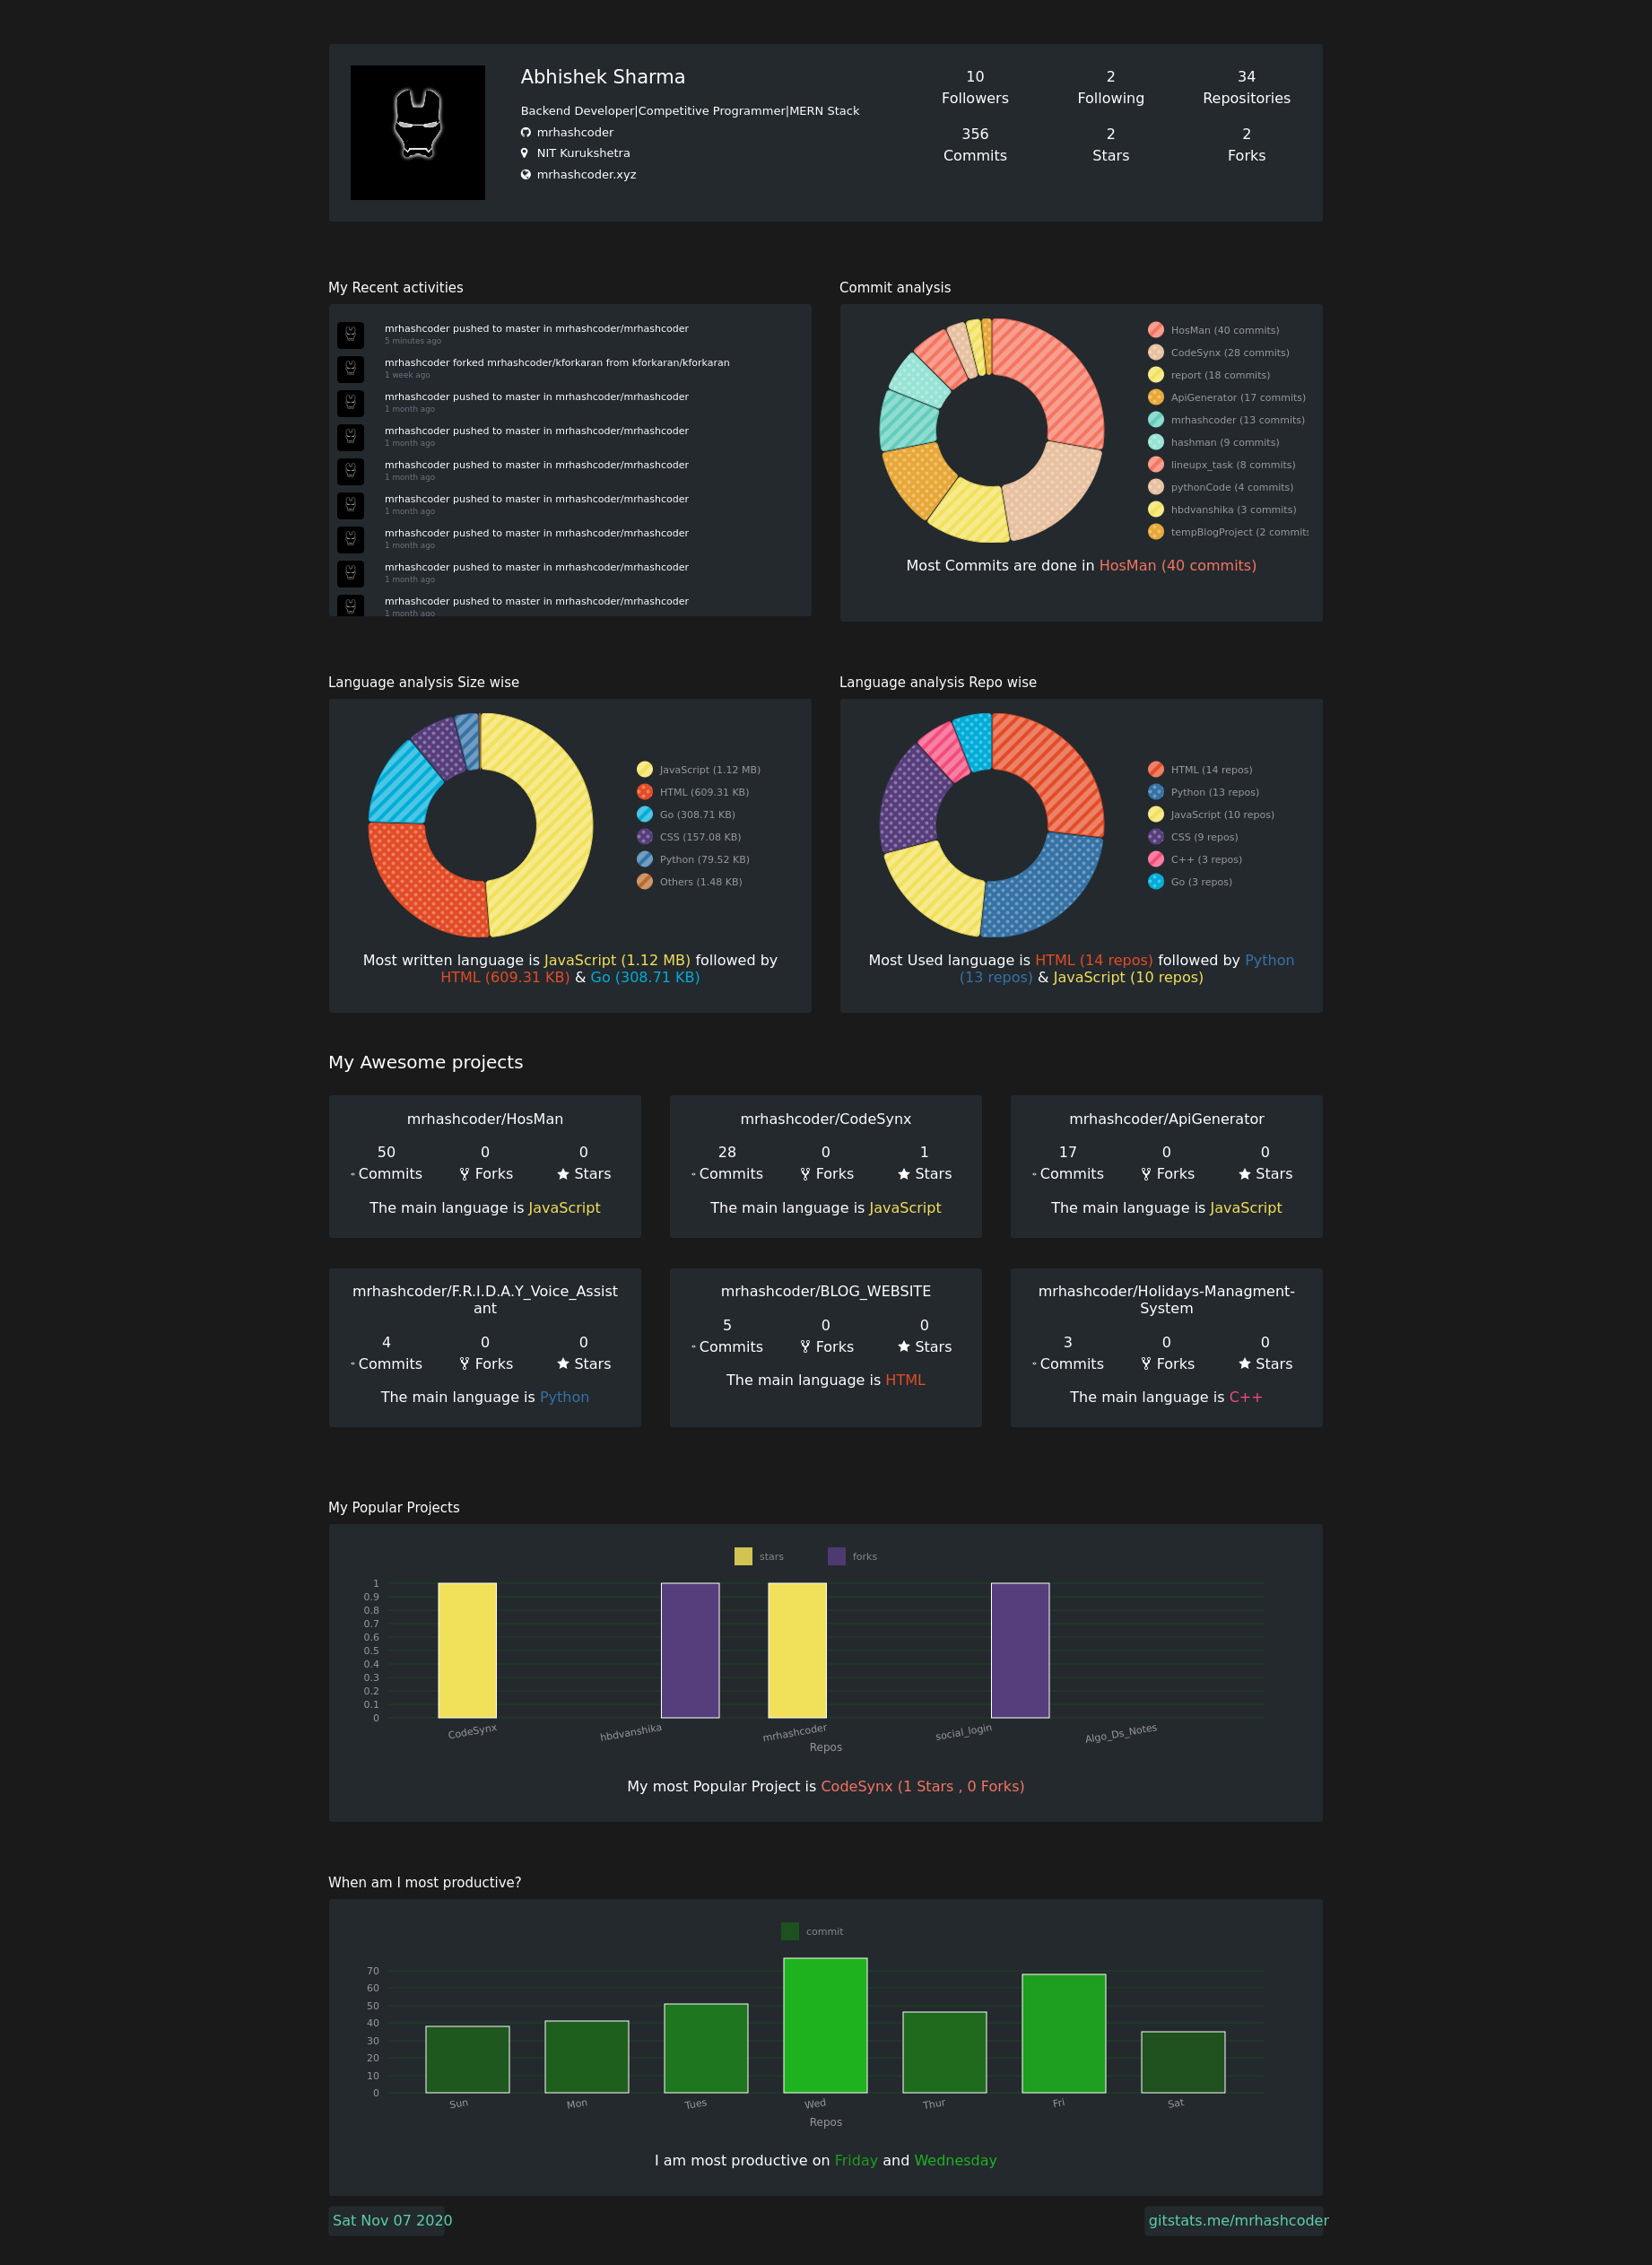 Abhishek Sharma
Backend Developer|Competitive Programmer|MERN Stack
mrhashcoder
NIT Kurukshetra
mrhashcoder.xyz
10 2 34
Followers Following Repositories
356 2 2
Commits Stars Forks
My Recent activities
mrhashcoder pushed to master in mrhashcoder/mrhashcoder
5 minutes ago
mrhashcoder forked mrhashcoder/kforkaran from kforkaran/kforkaran
1 week ago
mrhashcoder pushed to master in mrhashcoder/mrhashcoder
1 month ago
mrhashcoder pushed to master in mrhashcoder/mrhashcoder
1 month ago
mrhashcoder pushed to master in mrhashcoder/mrhashcoder
1 month ago
mrhashcoder pushed to master in mrhashcoder/mrhashcoder
1 month ago
mrhashcoder pushed to master in mrhashcoder/mrhashcoder
1 month ago
mrhashcoder pushed to master in mrhashcoder/mrhashcoder
1 month ago
mrhashcoder pushed to master in mrhashcoder/mrhashcoder
1 month ago
Commit analysis
HosMan (40 commits)
CodeSynx (28 commits)
report (18 commits)
ApiGenerator (17 commits)
mrhashcoder (13 commits)
hashman (9 commits)
lineupx_task (8 commits)
pythonCode (4 commits)
hbdvanshika (3 commits)
tempBlogProject (2 commits
Most Commits are done in HosMan (40 commits)
Language analysis Size wise
JavaScript (1.12 MB)
HTML (609.31 KB)
Go (308.71 KB)
CSS (157.08 KB)
Python (79.52 KB)
Others (1.48 KB)
Most written language is JavaScript (1.12 MB) followed by
HTML (609.31 KB) & Go (308.71 KB)
Language analysis Repo wise
HTML (14 repos)
Python (13 repos)
JavaScript (10 repos)
CSS (9 repos)
C++ (3 repos)
Go (3 repos)
Most Used language is HTML (14 repos) followed by Python
(13 repos) & JavaScript (10 repos)
My Awesome projects
mrhashcoder/HosMan
50 0 0
Commits Forks Stars
The main language is JavaScript
mrhashcoder/CodeSynx
28 0 1
Commits Forks Stars
The main language is JavaScript
mrhashcoder/ApiGenerator
17 0 0
Commits Forks Stars
The main language is JavaScript
mrhashcoder/F.R.I.D.A.Y_Voice_Assist
ant
4 0 0
Commits Forks Stars
The main language is Python
mrhashcoder/BLOG_WEBSITE
5 0 0
Commits Forks Stars
The main language is HTML
mrhashcoder/Holidays-Managment-
System
3 0 0
Commits Forks Stars
The main language is C++
My Popular Projects
stars forks
1
0.9
0.8
0.7
0.6
0.5
0.4
0.3
0.2
0.1
0
CodeSynx hbdvanshika mrhashcoder social_login Algo_Ds_Notes
Repos
My most Popular Project is CodeSynx (1 Stars , 0 Forks)
When am I most productive?
commit
70
60
50
40
30
20
10
0
Sun Mon Tues Wed Thur Fri Sat
Repos
I am most productive on Friday and Wednesday
Sat Nov 07 2020
gitstats.me/mrhashcoder